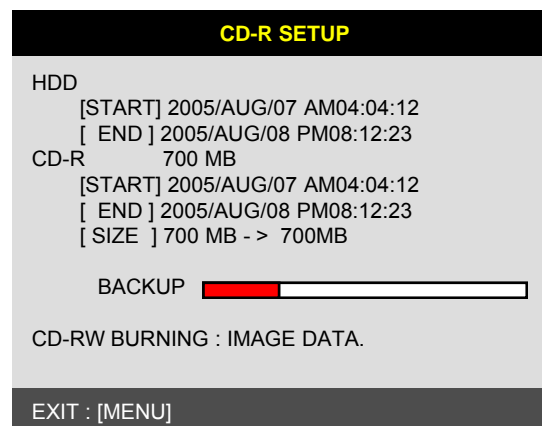 CD-R SETUP
HDD
[START] 2005/AUG/07 AM04:04:12
[ END ] 2005/AUG/08 PM08:12:23
CD-R 700 MB
[START] 2005/AUG/07 AM04:04:12
[ END ] 2005/AUG/08 PM08:12:23
[ SIZE ] 700 MB - > 700MB
BACKUP
CD-RW BURNING : IMAGE DATA.
EXIT : [MENU]